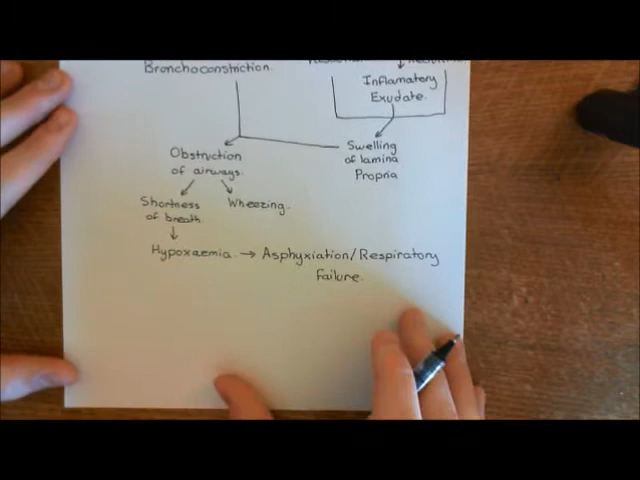 Bronchoconstriction.
Inflamatory
Exudate.
Obstruction
of airways.
Swelling
of lamina
Propria
Shortness
of breath.
Wheezing.
Hypoxaemia → Asphyxiation/Respiratory
Failure.